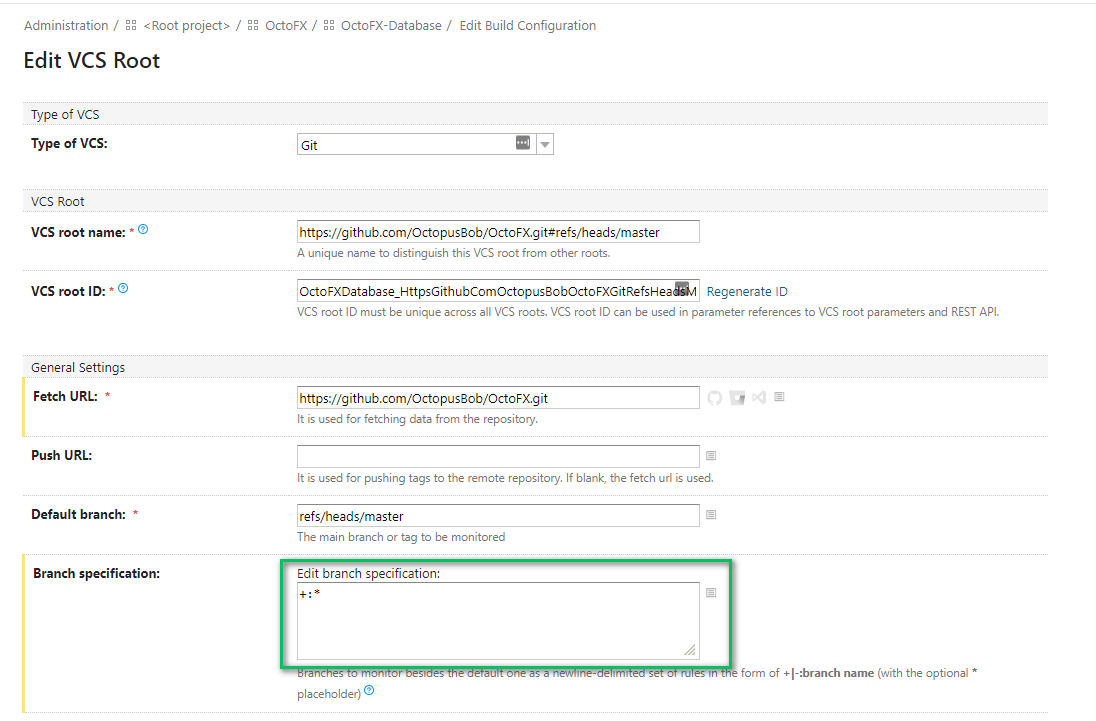 Administration / <Root project> / OctoFX / OctoFX-Database / Edit Build Configuration
Edit VCS Root
Type of VCS
Type of VCS: Git
VCS Root
VCS root name: * https://github.com/OctopusBob/OctoFX.git#refs/heads/master
A unique name to distinguish this VCS root from other roots.
VCS root ID: * OctoFXDatabase_HttpsGithubComOctopusBobOctoFXGitRefsHeadsM Regenerate ID
VCS root ID must be unique across all VCS roots. VCS root ID can be used in parameter references to VCS root parameters and REST API.
General Settings
Fetch URL: * https://github.com/OctopusBob/OctoFX.git
It is used for fetching data from the repository.
Push URL:
It is used for pushing tags to the remote repository. If blank, the fetch url is used.
Default branch: * refs/heads/master
The main branch or tag to be monitored
Branch specification: Edit branch specification:
+:*
Branches to monitor besides the default one as a newline-delimited set of rules in the form of +|-:branch name (with the optional *
placeholder)